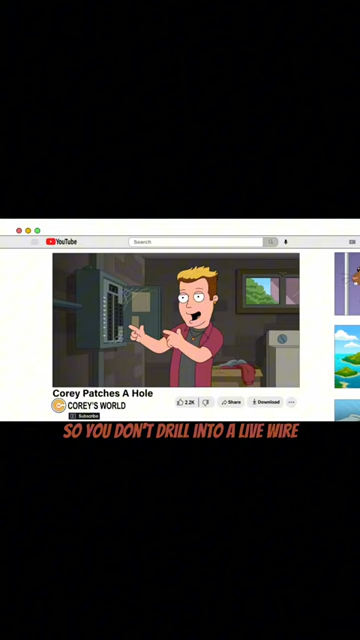 YouTube
Search
Corey Patches A Hole
COREY'S WORLD
Subscribe
2.2K
Share
Download
SO YOU DON'T DRILL INTO A LIVE WIRE